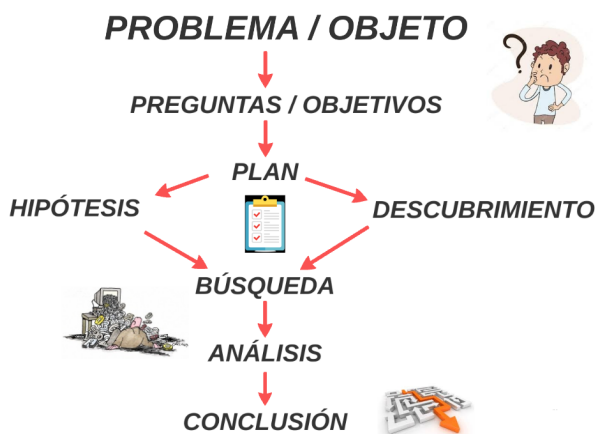 PROBLEMA / OBJETO
PREGUNTAS / OBJETIVOS
PLAN
HIPÓTESIS
DESCUBRIMIENTO
BÚSQUEDA
ANÁLISIS
CONCLUSIÓN